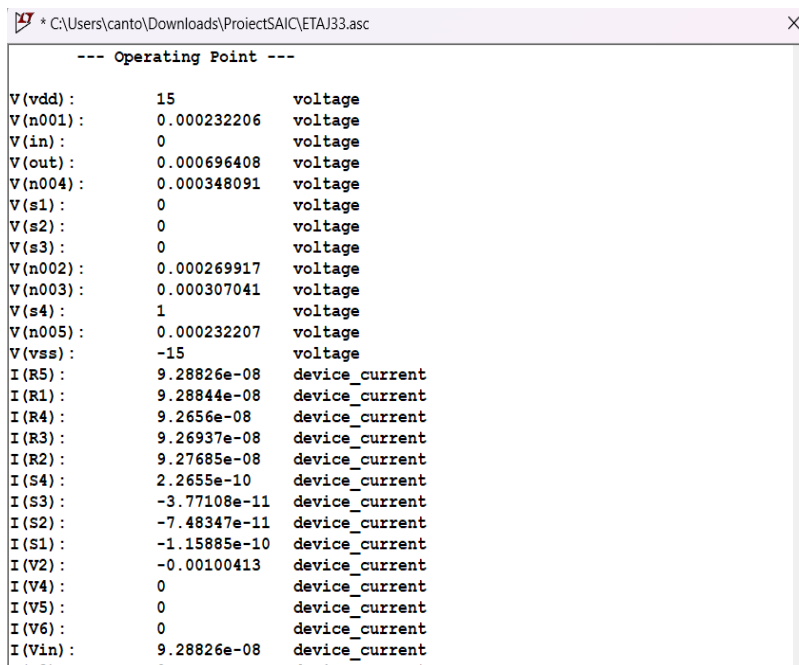 * C:\Users\canto\Downloads\ProiectSAIC\ETAJ33.asc
--- Operating Point ---
V(vdd): 15 voltage
V(n001): 0.000232206 voltage
V(in): 0 voltage
V(out): 0.000696408 voltage
V(n004): 0.000348091 voltage
V(s1): 0 voltage
V(s2): 0 voltage
V(s3): 0 voltage
V(n002): 0.000269917 voltage
V(n003): 0.000307041 voltage
V(s4): 1 voltage
V(n005): 0.000232207 voltage
V(vss): -15 voltage
I(R5): 9.28826e-08 device_current
I(R1): 9.28844e-08 device_current
I(R4): 9.2656e-08 device_current
I(R3): 9.26937e-08 device_current
I(R2): 9.27685e-08 device_current
I(S4): 2.2655e-10 device_current
I(S3): -3.77108e-11 device_current
I(S2): -7.48347e-11 device_current
I(S1): -1.15885e-10 device_current
I(V2): -0.00100413 device_current
I(V4): 0 device_current
I(V5): 0 device_current
I(V6): 0 device_current
I(Vin): 9.28826e-08 device_current